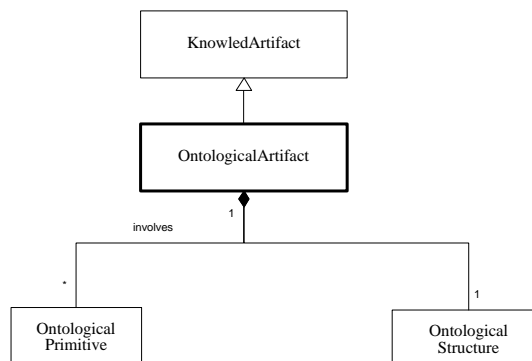 KnowledArtifact
OntologicalArtifact
1
involves
*
1
Ontological
Primitive
Ontological
Structure